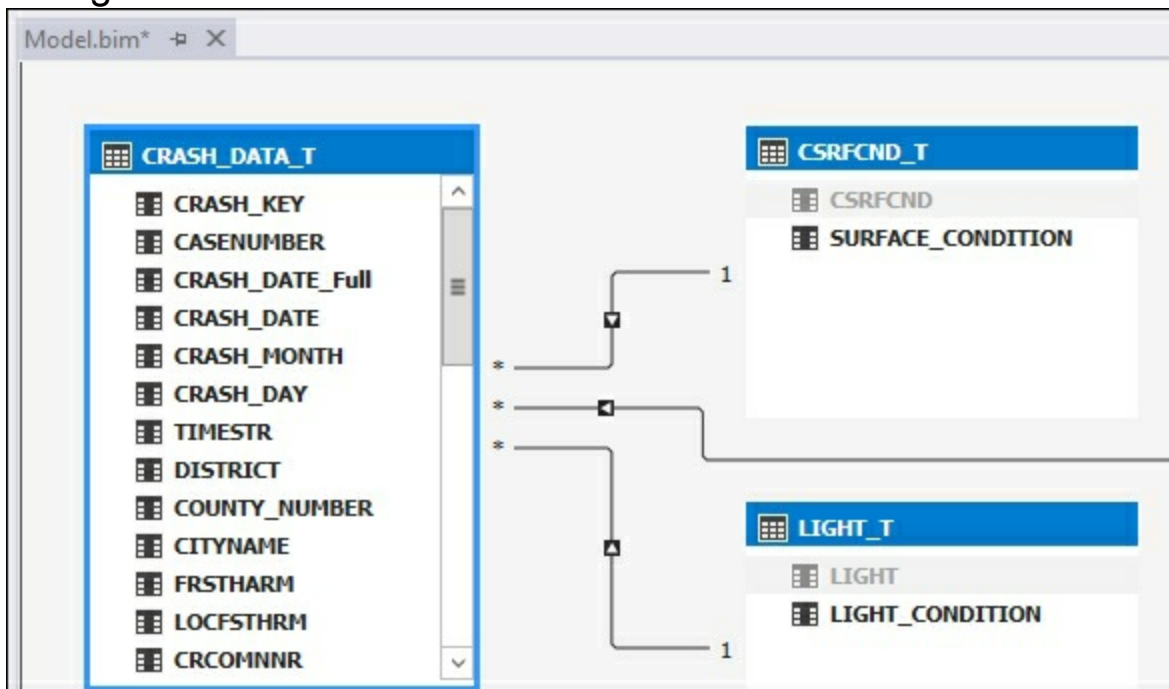 Model.bim*
CRASH_DATA_T
CRASH_KEY
CASENUMBER
CRASH_DATE_Full
CRASH_DATE
CRASH_MONTH
CRASH_DAY
TIMESTR
DISTRICT
COUNTY_NUMBER
CITYNAME
FRSTHARM
LOCFSTHRM
CRCOMNNR
*
*
*
1
1
CSRFCND_T
CSRFCND
SURFACE_CONDITION
LIGHT_T
LIGHT
LIGHT_CONDITION